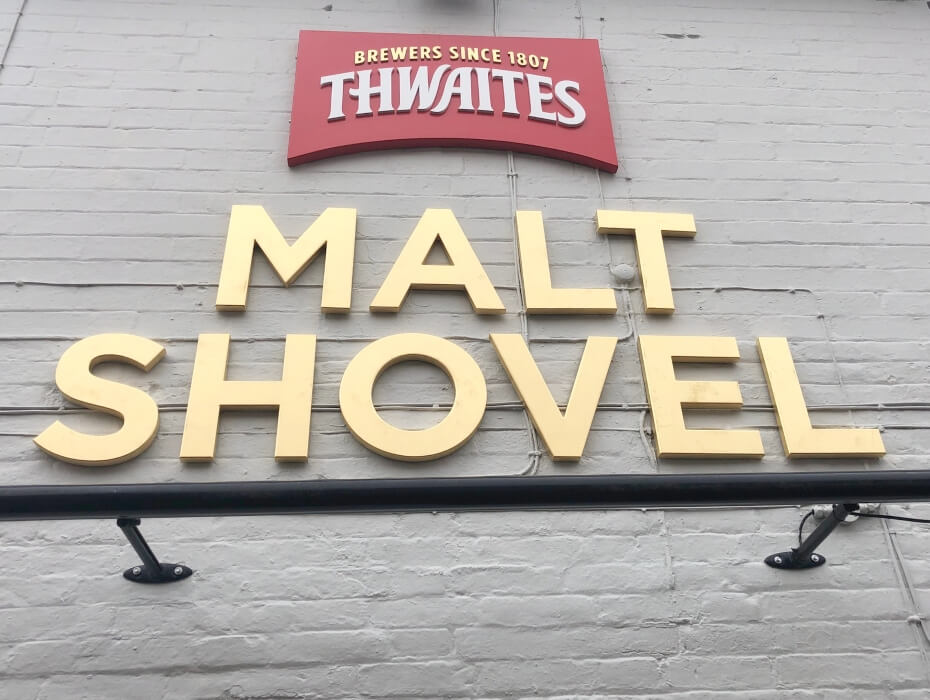 BREWERS SINCE 1807
THWAITES
MALT
SHOVEL